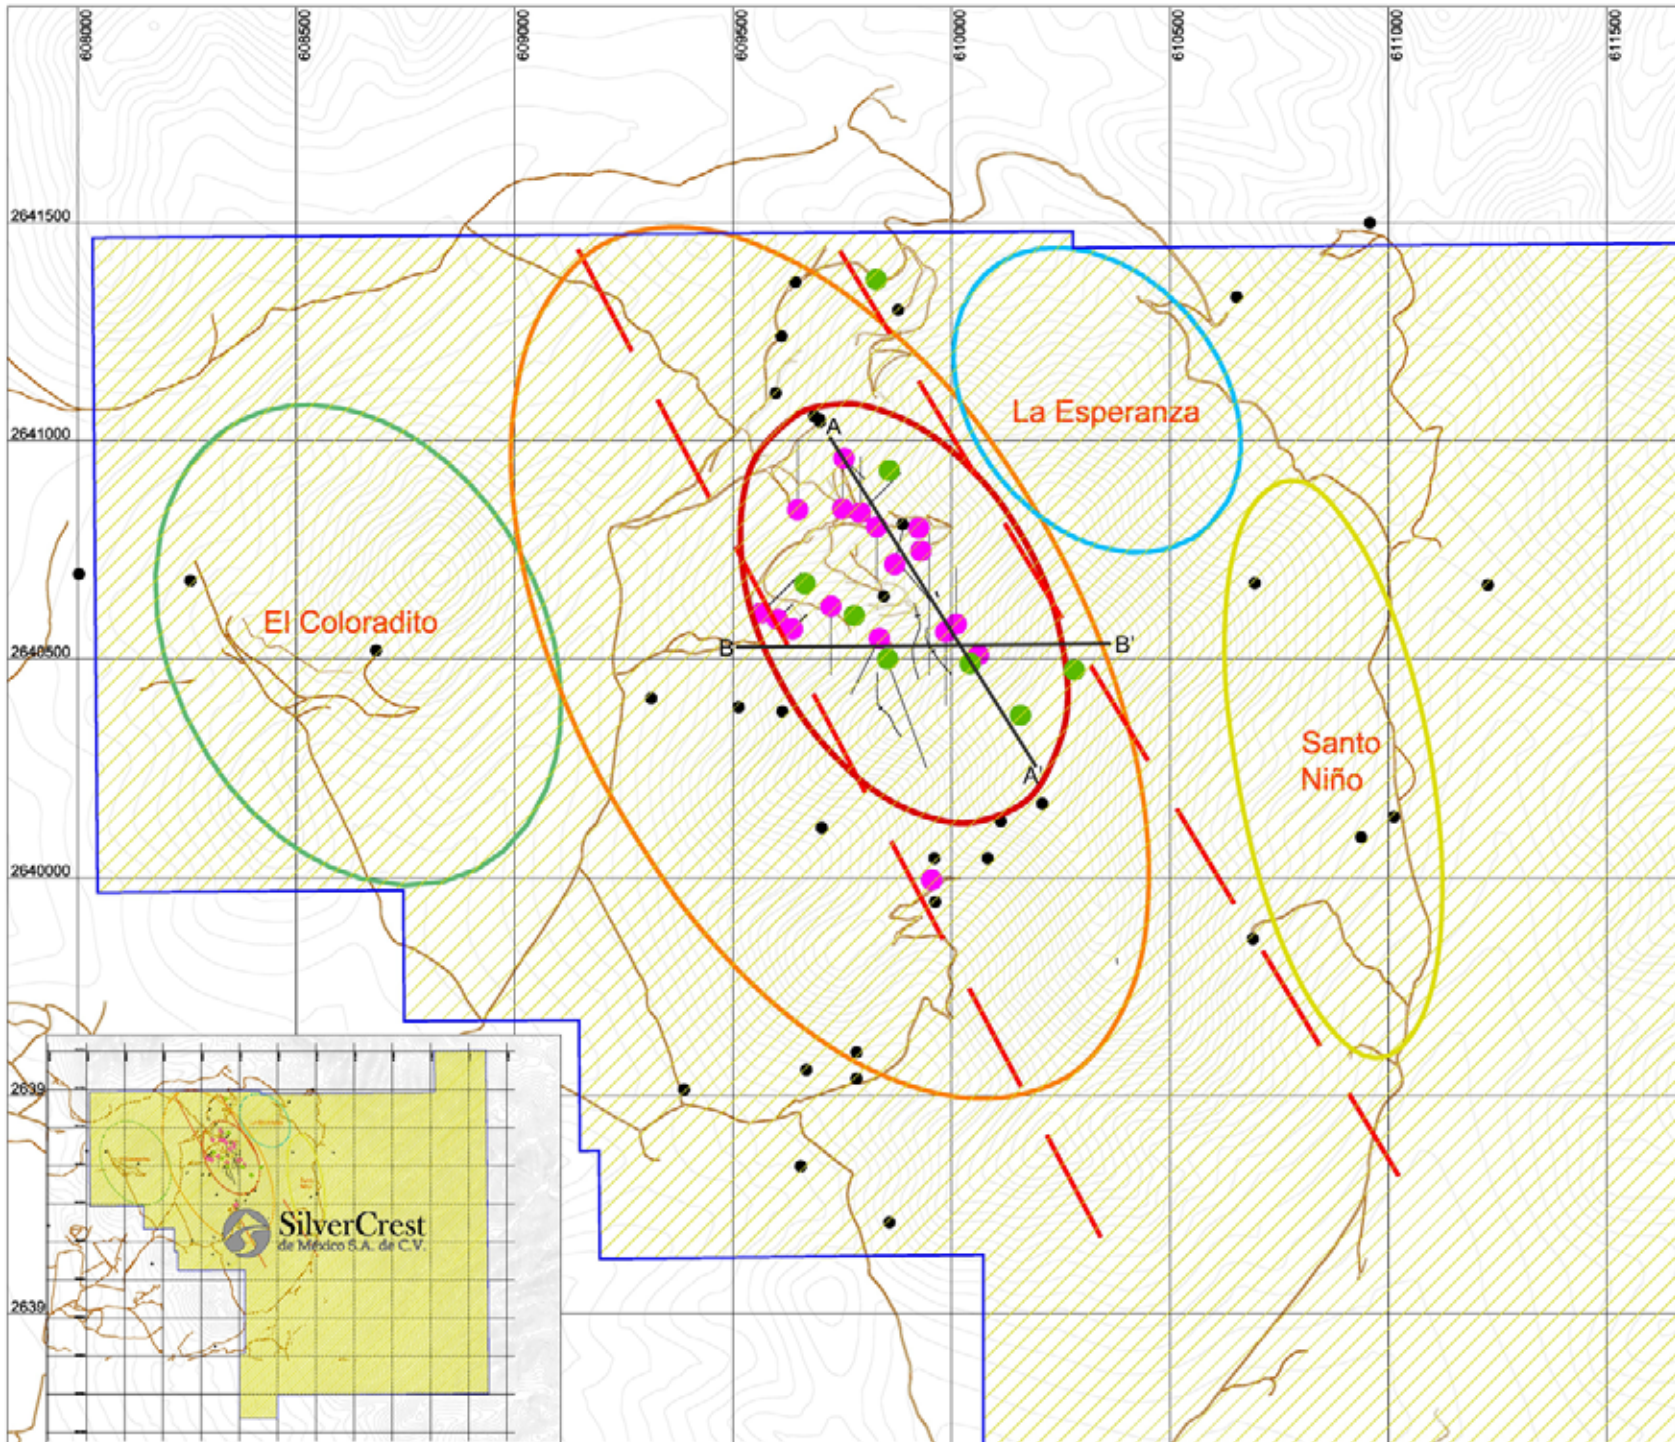 608000
608500
609000
609500
610000
610500
611000
611500
2641500
La Esperanza
2641000
A
El Coloradito
B
B'
2640500
Santo
Niño
A'
2640000
2639
SilverCrest
de México S.A. de C.V.
2639